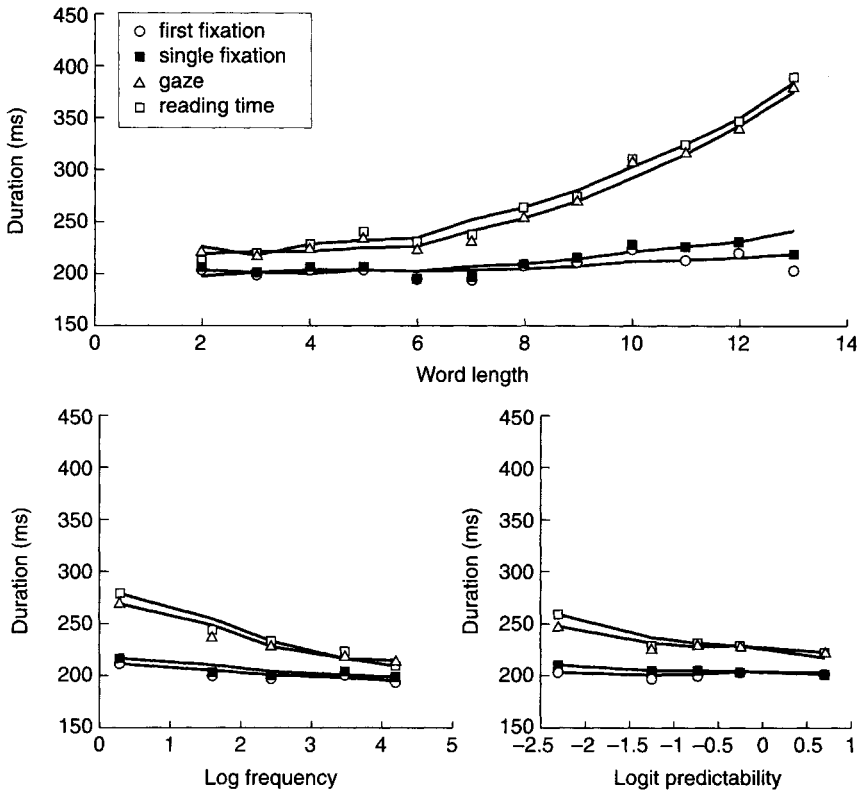 450
400
350
300
250
200
150
Duration (ms)
first fixation
single fixation
gaze
reading time
0 2 4 6 8 10 12 14
Word length
450
400
350
300
250
200
150
Duration (ms)
0 1 2 3 4 5
Log frequency
450
400
350
300
250
200
150
Duration (ms)
−2.5 −2 −1.5 −1 −0.5 0 0.5 1
Logit predictability